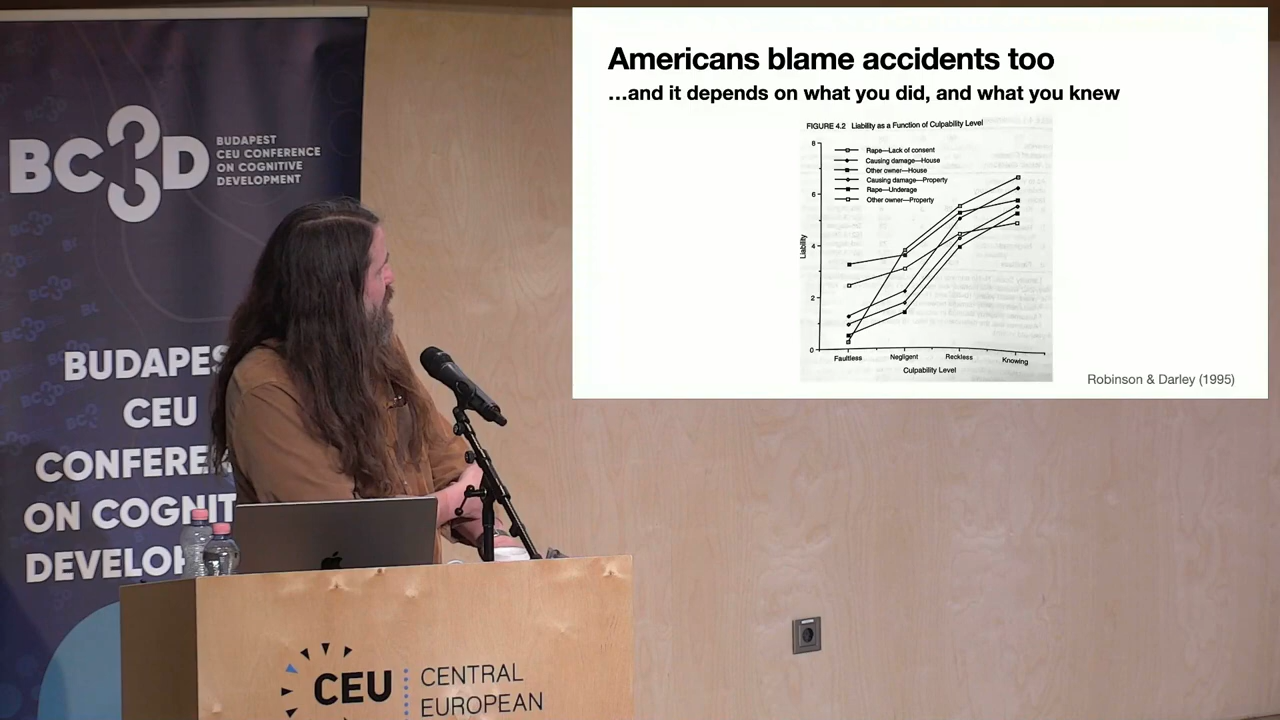 BC3D
BUDAPEST
CEU CONFERENCE
ON COGNITIVE
DEVELOPMENT
BUDAPES
CEU
CONFEREN
ON COGNIT
DEVELOP
Americans blame accidents too
…and it depends on what you did, and what you knew
FIGURE 4.2 Liability as a Function of Culpability Level
8
6
4
2
0
Liability
Rape—Lack of consent
Causing damage—House
Other owner—House
Causing damage—Property
Rape—Underage
Other owner—Property
Faultless
Negligent
Reckless
Knowing
Culpability Level
Robinson & Darley (1995)
CEU
CENTRAL
EUROPEAN